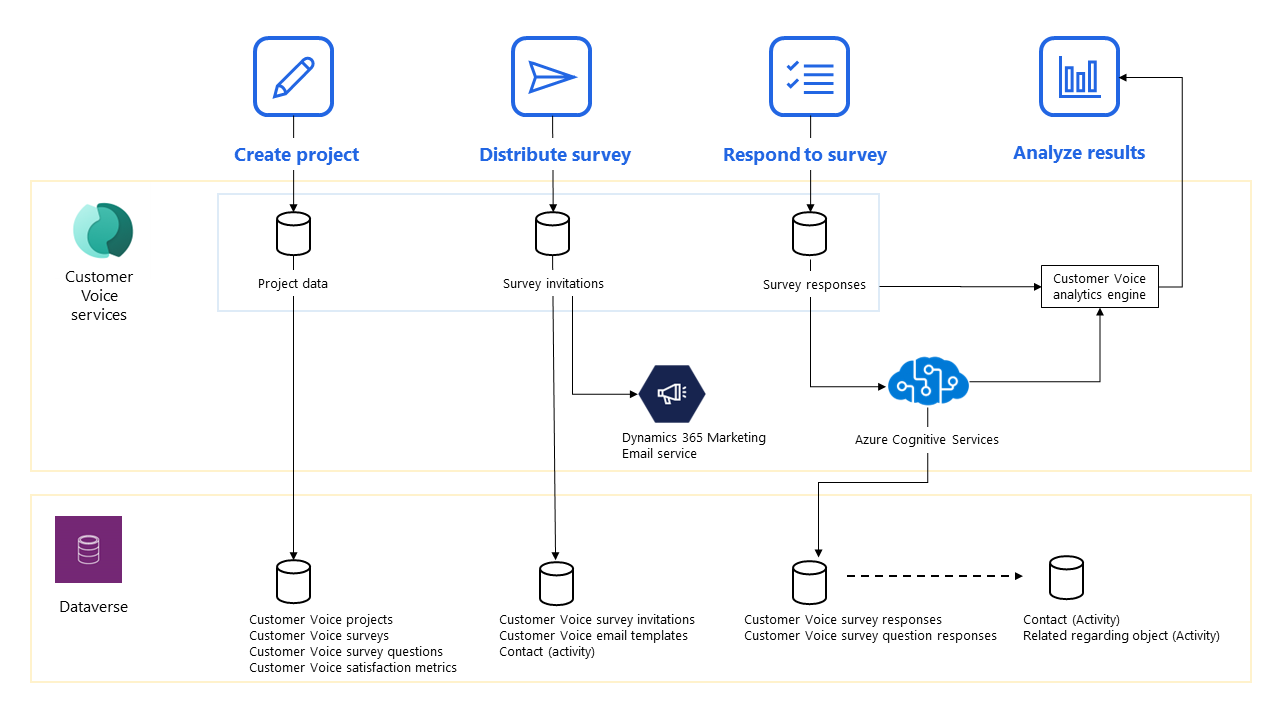 Create project
Distribute survey
Respond to survey
Analyze results
Customer
Voice
services
Project data
Survey invitations
Survey responses
Customer Voice
analytics engine
Dynamics 365 Marketing
Email service
Azure Cognitive Services
Dataverse
Customer Voice projects
Customer Voice surveys
Customer Voice survey questions
Customer Voice satisfaction metrics
Customer Voice survey invitations
Customer Voice email templates
Contact (activity)
Customer Voice survey responses
Customer Voice survey question responses
Contact (Activity)
Related regarding object (Activity)